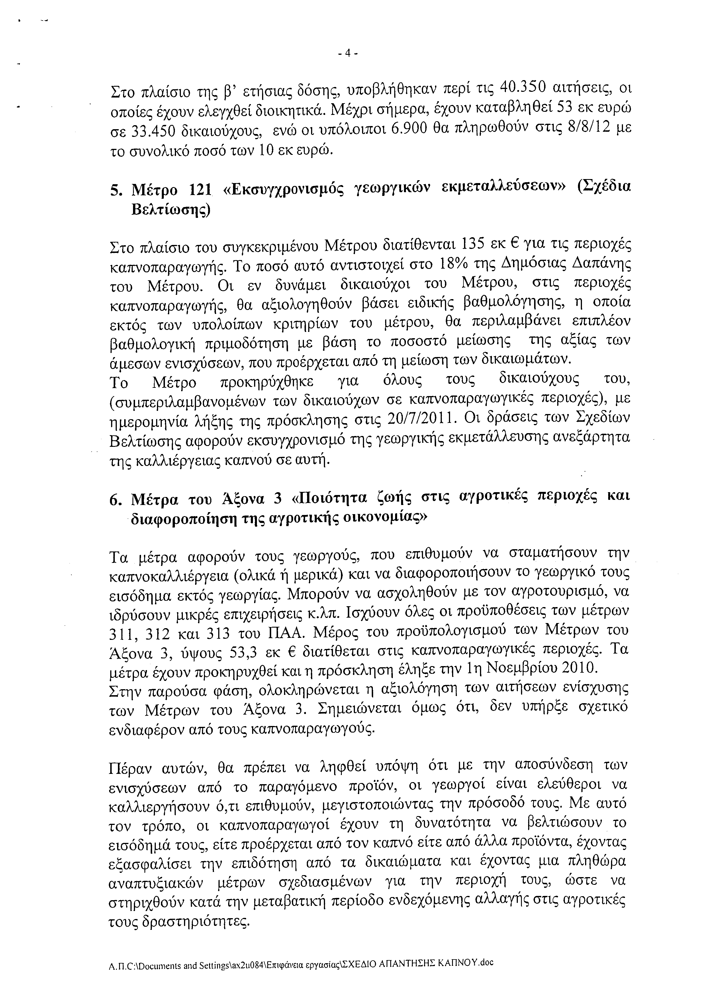 - 4 -
Στο πλαίσιο της β’ ετήσιας δόσης, υποβλήθηκαν περί τις 40.350 αιτήσεις, οι
οποίες έχουν ελεγχθεί διοικητικά. Μέχρι σήμερα, έχουν καταβληθεί 53 εκ ευρώ
σε 33.450 δικαιούχους, ενώ οι υπόλοιποι 6.900 θα πληρωθούν στις 8/8/12 με
το συνολικό ποσό των 10 εκ ευρώ.
5. Μέτρο 121 «Εκσυγχρονισμός γεωργικών εκμεταλλεύσεων» (Σχέδια
Βελτίωσης)
Στο πλαίσιο του συγκεκριμένου Μέτρου διατίθενται 135 εκ € για τις περιοχές
καπνοπαραγωγής. Το ποσό αυτό αντιστοιχεί στο 18% της Δημόσιας Δαπάνης
του Μέτρου. Οι εν δυνάμει δικαιούχοι του Μέτρου, στις περιοχές
καπνοπαραγωγής, θα αξιολογηθούν βάσει ειδικής βαθμολόγησης, η οποία
εκτός των υπολοίπων κριτηρίων του μέτρου, θα περιλαμβάνει επιπλέον
βαθμολογική πριμοδότηση με βάση το ποσοστό μείωσης της αξίας των
άμεσων ενισχύσεων, που προέρχεται από τη μείωση των δικαιωμάτων.
Το Μέτρο προκηρύχθηκε για όλους τους δικαιούχους του,
(συμπεριλαμβανομένων των δικαιούχων σε καπνοπαραγωγικές περιοχές), με
ημερομηνία λήξης της πρόσκλησης στις 20/7/2011. Οι δράσεις των Σχεδίων
Βελτίωσης αφορούν εκσυγχρονισμό της γεωργικής εκμετάλλευσης ανεξάρτητα
της καλλιέργειας καπνού σε αυτή.
6. Μέτρα του Άξονα 3 «Ποιότητα ζωής στις αγροτικές περιοχές και
διαφοροποίηση της αγροτικής οικονομίας»
Τα μέτρα αφορούν τους γεωργούς, που επιθυμούν να σταματήσουν την
καπνοκαλλιέργεια (ολικά ή μερικά) και να διαφοροποιήσουν το γεωργικό τους
εισόδημα εκτός γεωργίας. Μπορούν να ασχοληθούν με τον αγροτουρισμό, να
ιδρύσουν μικρές επιχειρήσεις κ.λπ. Ισχύουν όλες οι προϋποθέσεις των μέτρων
311, 312 και 313 του ΠΑΑ. Μέρος του προϋπολογισμού των Μέτρων του
Άξονα 3, ύψους 53,3 εκ € διατίθεται στις καπνοπαραγωγικές περιοχές. Τα
μέτρα έχουν προκηρυχθεί και η πρόσκληση έληξε την 1η Νοεμβρίου 2010.
Στην παρούσα φάση, ολοκληρώνεται η αξιολόγηση των αιτήσεων ενίσχυσης
των Μέτρων του Άξονα 3. Σημειώνεται όμως ότι, δεν υπήρξε σχετικό
ενδιαφέρον από τους καπνοπαραγωγούς.
Πέραν αυτών, θα πρέπει να ληφθεί υπόψη ότι με την αποσύνδεση των
ενισχύσεων από το παραγόμενο προϊόν, οι γεωργοί είναι ελεύθεροι να
καλλιεργήσουν ό,τι επιθυμούν, μεγιστοποιώντας την πρόσοδό τους. Με αυτό
τον τρόπο, οι καπνοπαραγωγοί έχουν τη δυνατότητα να βελτιώσουν το
εισόδημά τους, είτε προέρχεται από τον καπνό είτε από άλλα προϊόντα, έχοντας
εξασφαλίσει την επιδότηση από τα δικαιώματα και έχοντας μια πληθώρα
αναπτυξιακών μέτρων σχεδιασμένων για την περιοχή τους, ώστε να
στηριχθούν κατά την μεταβατική περίοδο ενδεχόμενης αλλαγής στις αγροτικές
τους δραστηριότητες.
Λ.Π.C:\Documents and Settings\ax2u084\Επιφάνεια εργασίας\ΣΧΕΔΙΟ ΑΠΑΝΤΗΣΗΣ ΚΑΠΝΟΥ.doc